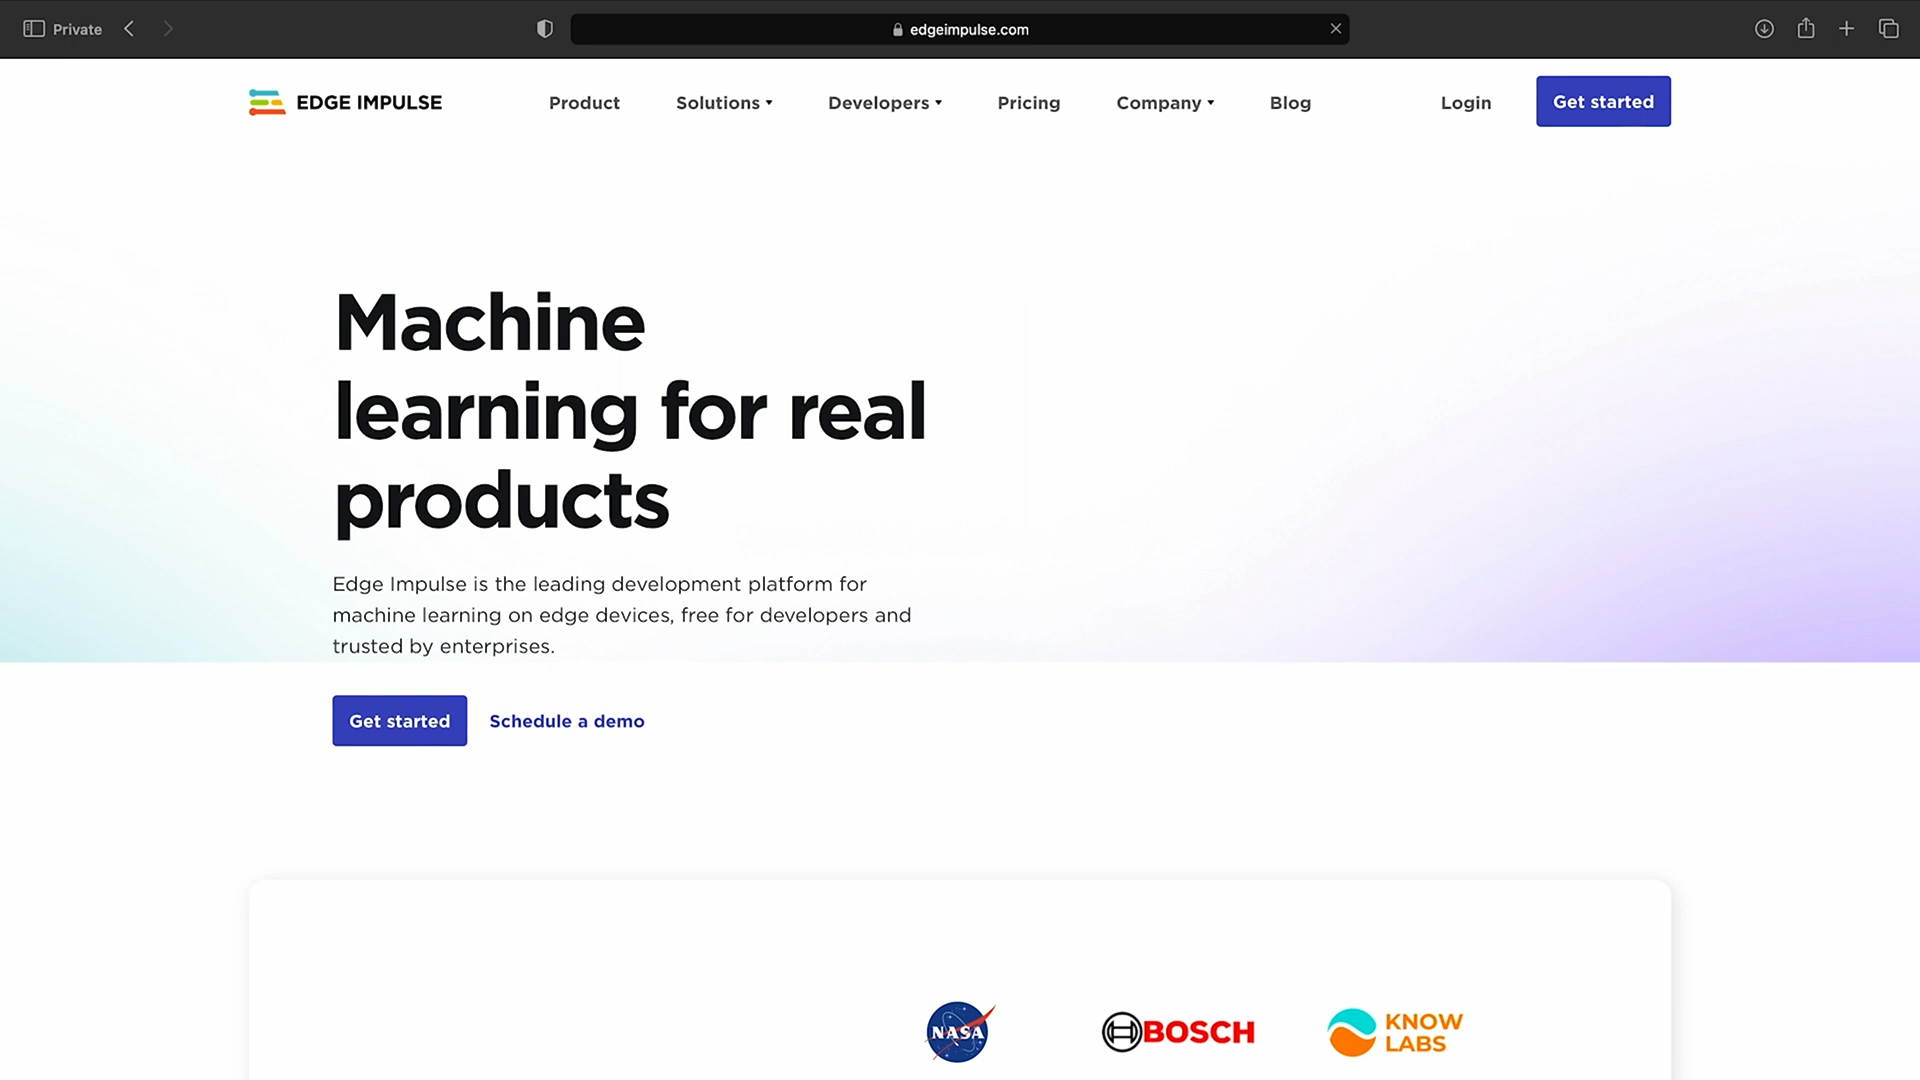 Private
edgeimpulse.com
EDGE IMPULSE
Product
Solutions
Developers
Pricing
Company
Blog
Login
Get started
Machine
learning for real
products
Edge Impulse is the leading development platform for
machine learning on edge devices, free for developers and
trusted by enterprises.
Get started
Schedule a demo
NASA
BOSCH
KNOW
LABS